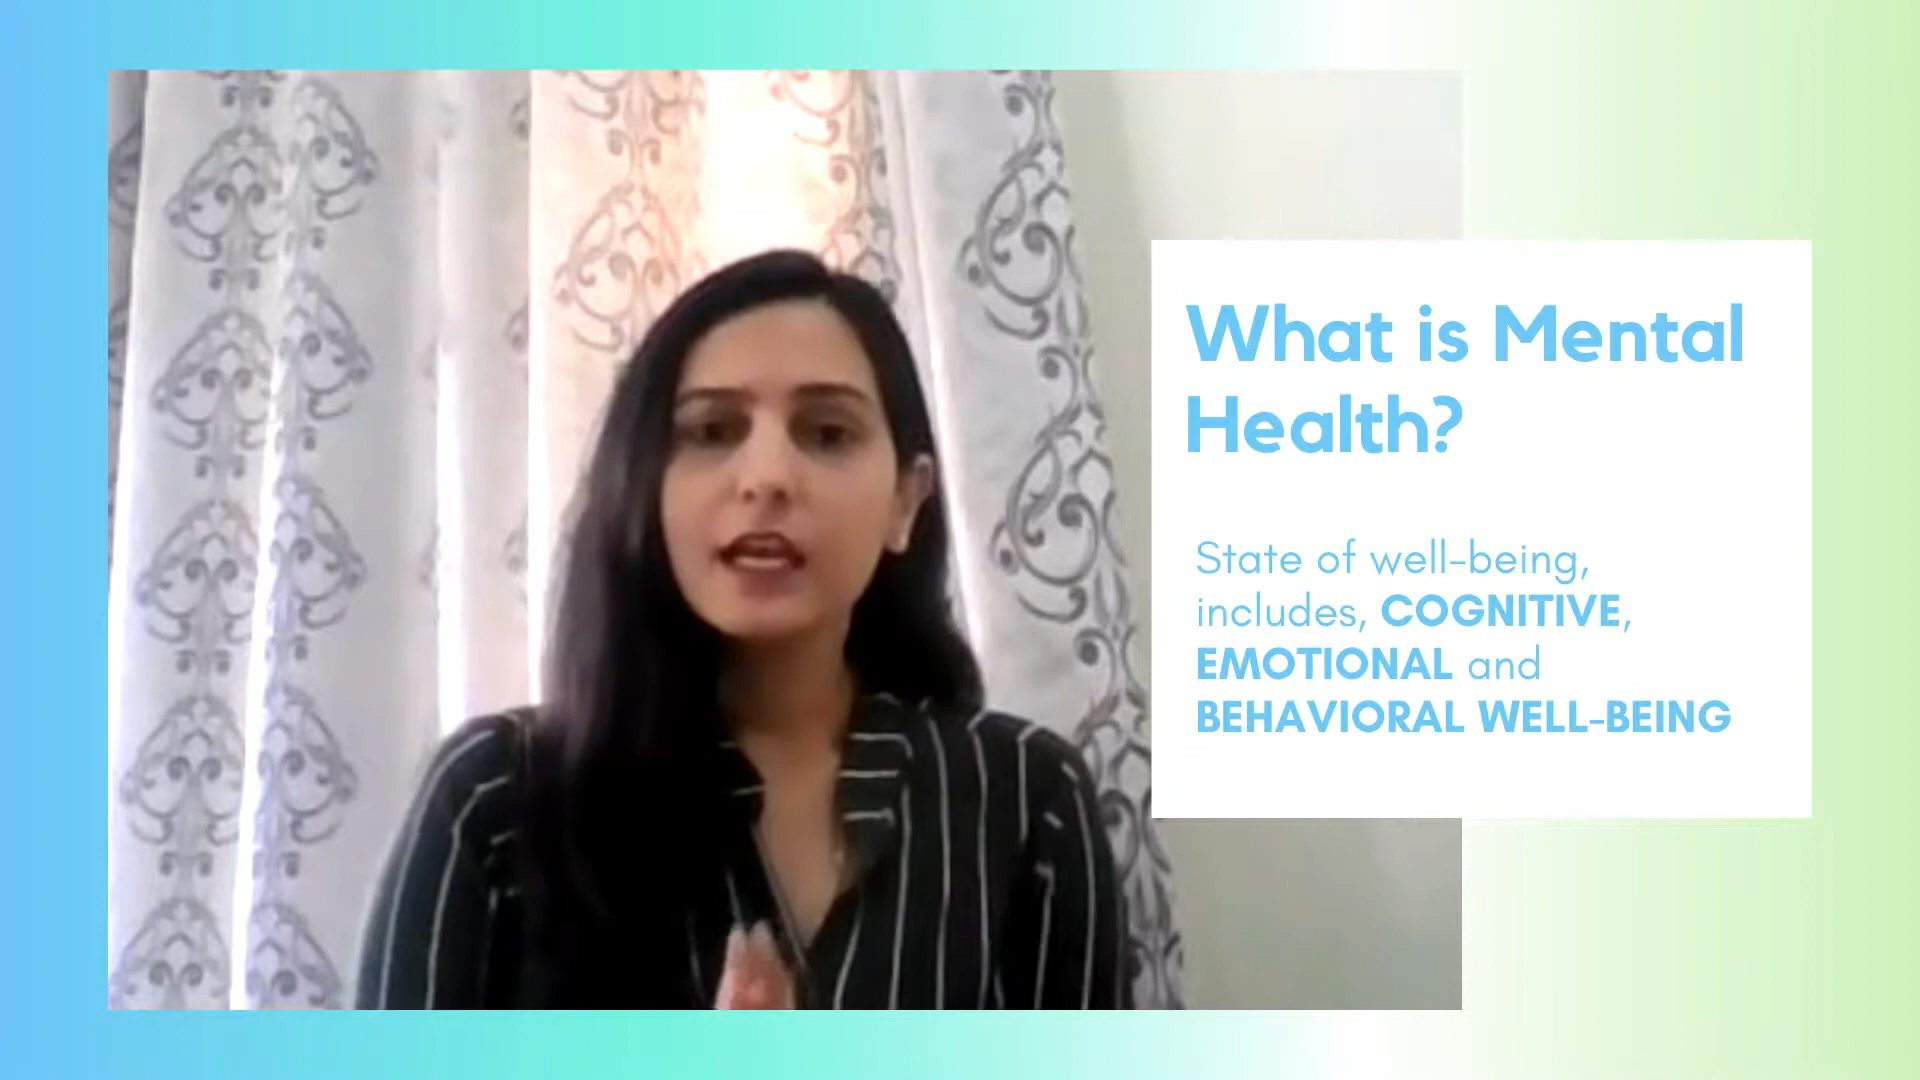 What is Mental
Health?
State of well-being,
includes, COGNITIVE,
EMOTIONAL and
BEHAVIORAL WELL-BEING